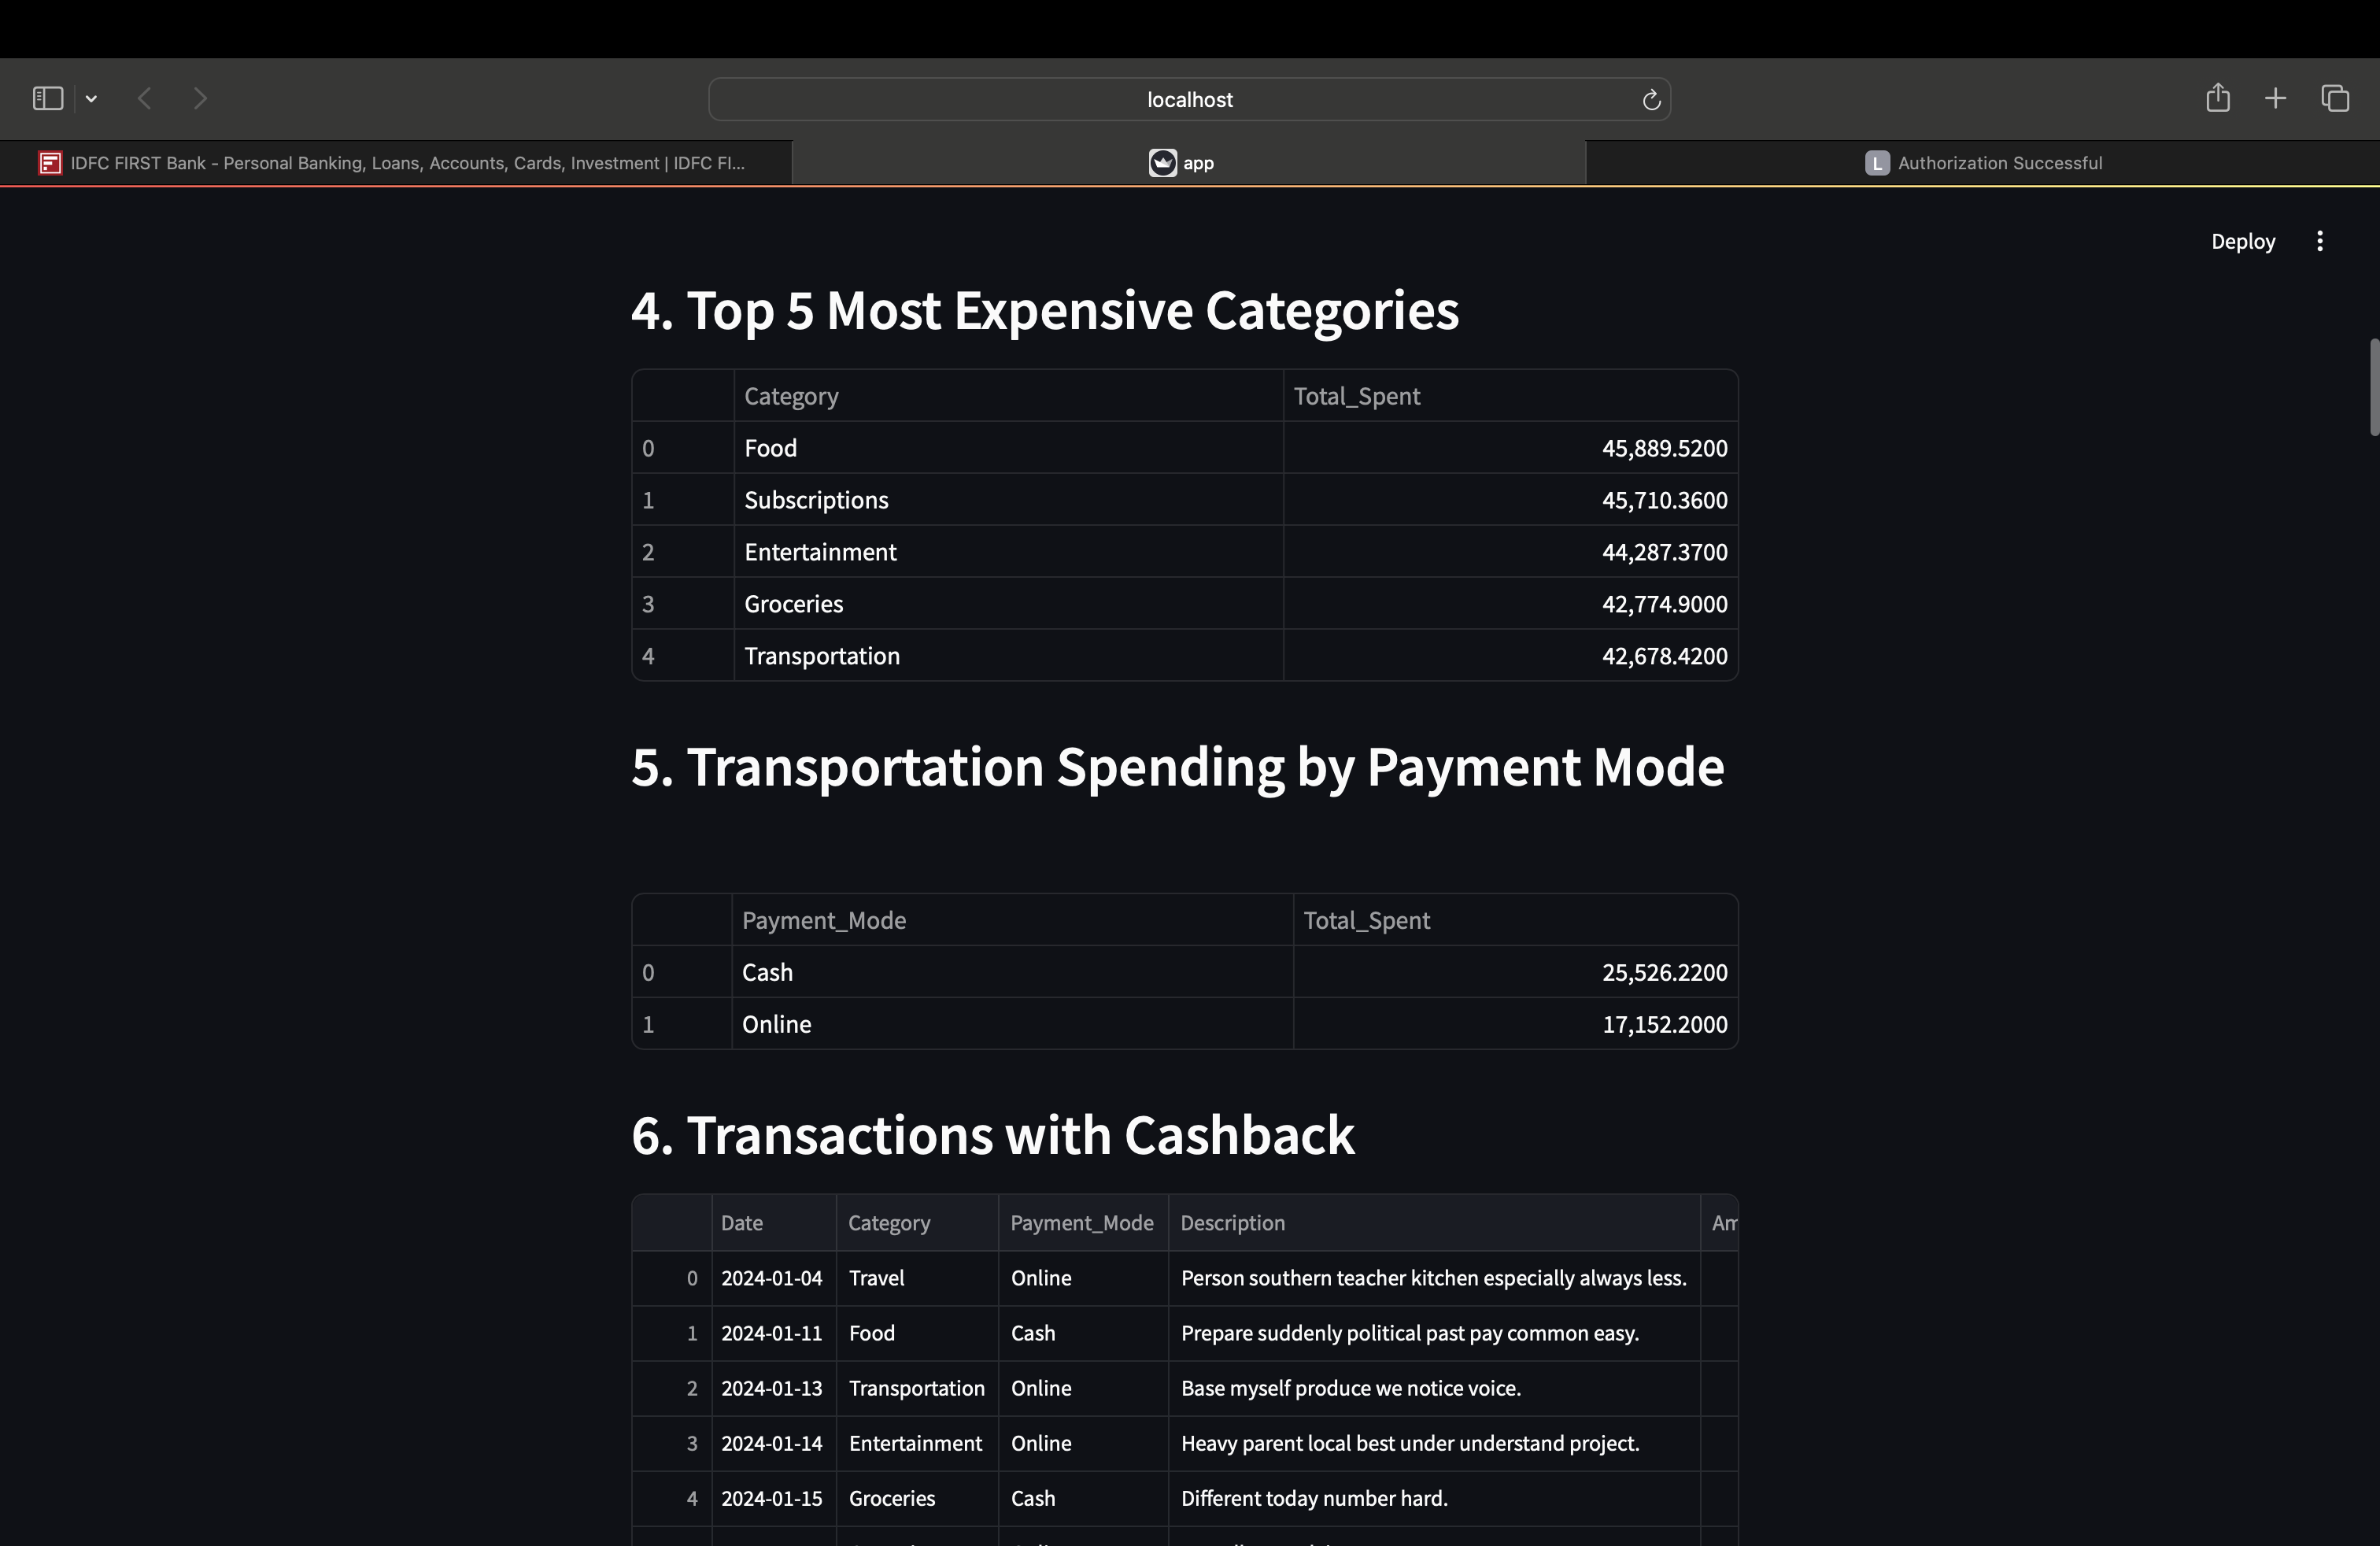 localhost
IDFC FIRST Bank - Personal Banking, Loans, Accounts, Cards, Investment | IDFC FI...
app
L Authorization Successful
Deploy
4. Top 5 Most Expensive Categories
Category Total_Spent
0 Food 45,889.5200
1 Subscriptions 45,710.3600
2 Entertainment 44,287.3700
3 Groceries 42,774.9000
4 Transportation 42,678.4200
5. Transportation Spending by Payment Mode
Payment_Mode Total_Spent
0 Cash 25,526.2200
1 Online 17,152.2000
6. Transactions with Cashback
Date Category Payment_Mode Description
0 2024-01-04 Travel Online Person southern teacher kitchen especially always less.
1 2024-01-11 Food Cash Prepare suddenly political past pay common easy.
2 2024-01-13 Transportation Online Base myself produce we notice voice.
3 2024-01-14 Entertainment Online Heavy parent local best under understand project.
4 2024-01-15 Groceries Cash Different today number hard.